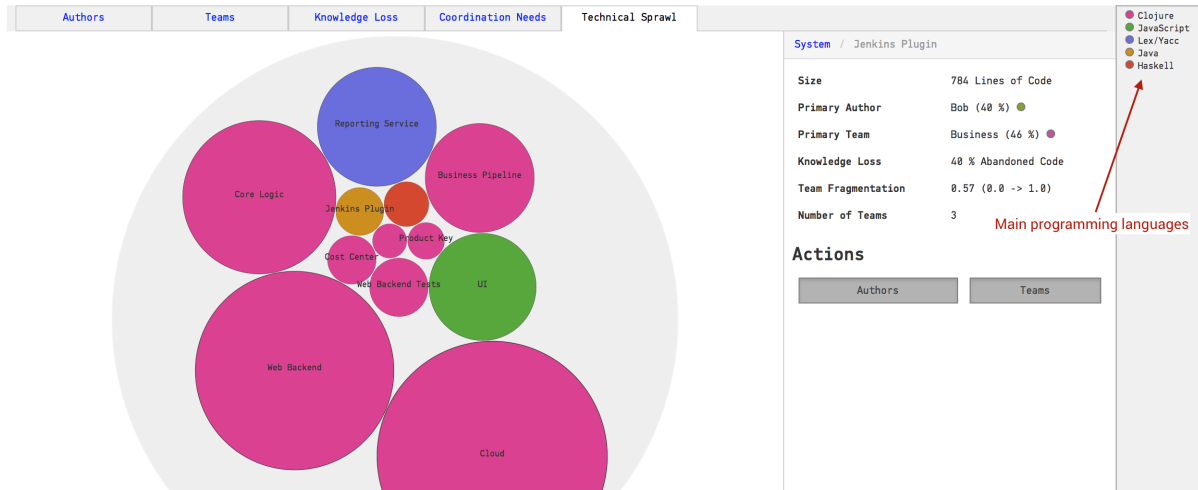 Authors
Teams
Knowledge Loss
Coordination Needs
Technical Sprawl
Reporting Service
Core Logic
Business Pipeline
Jenkins Plugin
Product Key
Cost Center
Web Backend Tests
UI
Web Backend
Cloud
System / Jenkins Plugin
Size 784 Lines of Code
Primary Author Bob (40 %)
Primary Team Business (46 %)
Knowledge Loss 40 % Abandoned Code
Team Fragmentation 0.57 (0.0 -> 1.0)
Number of Teams 3
Actions
Authors
Teams
Clojure
JavaScript
Lex/Yacc
Java
Haskell
Main programming languages